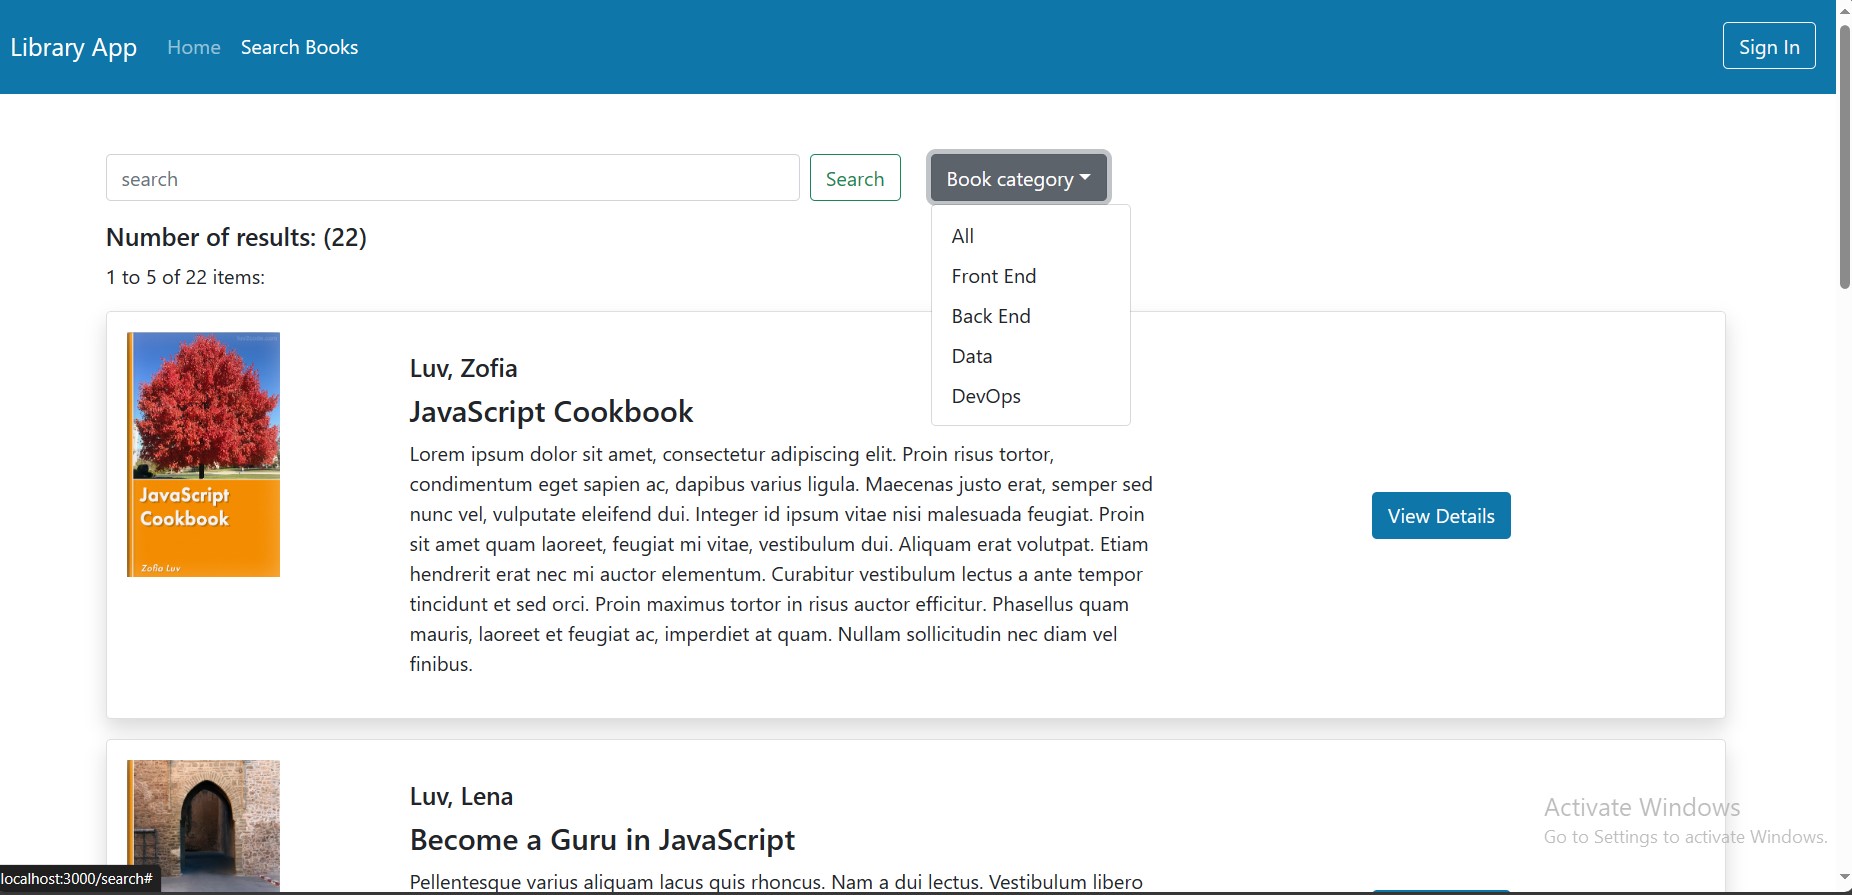 Library App Home Search Books Sign In
search Search Book category
Number of results: (22)
1 to 5 of 22 items:
All
Front End
Back End
Data
DevOps
JavaScript
Cookbook
Zofia Luv
Luv, Zofia
JavaScript Cookbook
Lorem ipsum dolor sit amet, consectetur adipiscing elit. Proin risus tortor,
condimentum eget sapien ac, dapibus varius ligula. Maecenas justo erat, semper sed
nunc vel, vulputate eleifend dui. Integer id ipsum vitae nisi malesuada feugiat. Proin
sit amet quam laoreet, feugiat mi vitae, vestibulum dui. Aliquam erat volutpat. Etiam
hendrerit erat nec mi auctor elementum. Curabitur vestibulum lectus a ante tempor
tincidunt et sed orci. Proin maximus tortor in risus auctor efficitur. Phasellus quam
mauris, laoreet et feugiat ac, imperdiet at quam. Nullam sollicitudin nec diam vel
finibus.
View Details
Luv, Lena
Become a Guru in JavaScript
Pellentesque varius aliquam lacus quis rhoncus. Nam a dui lectus. Vestibulum libero
Activate Windows
Go to Settings to activate Windows.
localhost:3000/search#